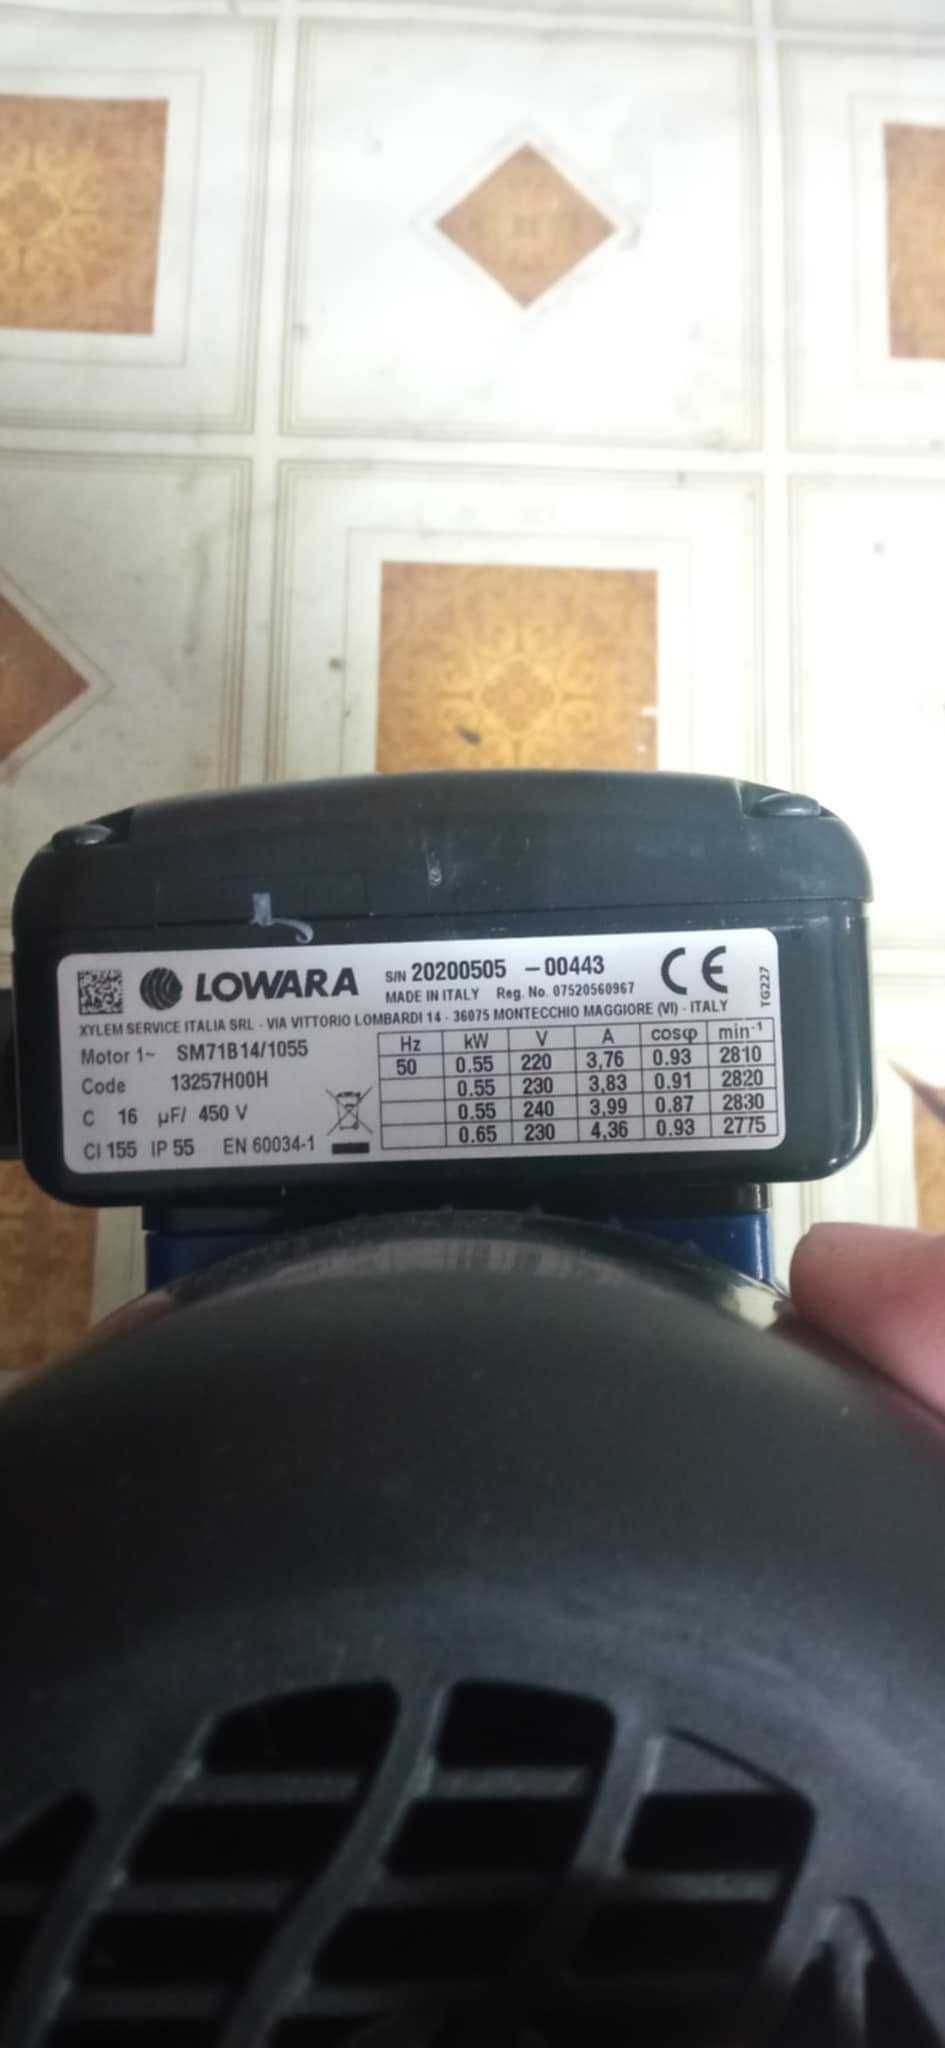 LOWARA S/N 20200505 -00443 CE
MADE IN ITALY Reg. No. 07520560967
TG227
XYLEM SERVICE ITALIA SRL - VIA VITTORIO LOMBARDI 14 - 36075 MONTECCHIO MAGGIORE (VI) - ITALY
Motor 1~ SM71B14/1055
Code 13257H00H
C 16 µF/ 450 V
Cl 155 IP 55 EN 60034-1
Hz kW V A cosφ min-1
50 0.55 220 3,76 0.93 2810
0.55 230 3,83 0.91 2820
0.55 240 3,99 0.87 2830
0.65 230 4,36 0.93 2775